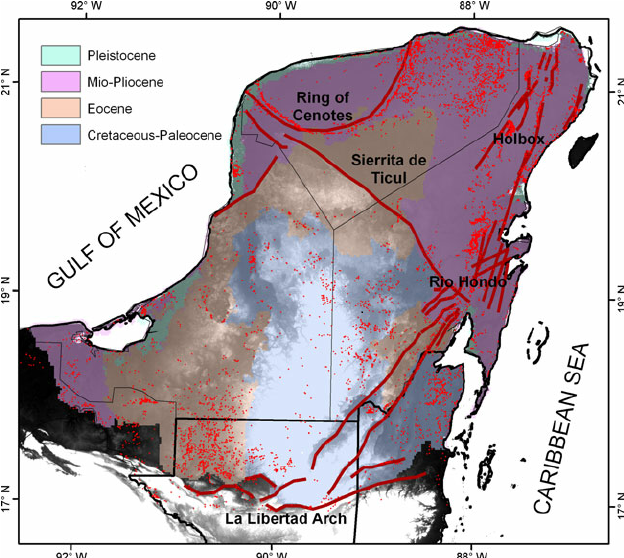 92° W
90° W
88° W
Pleistocene
Mio-Pliocene
Eocene
Cretaceous-Paleocene
21° N
21° N
Ring of
Cenotes
Sierrita de
Ticul
Holbox
GULF OF MEXICO
Rio Hondo
19° N
19° N
CARIBBEAN SEA
17° N
17° N
La Libertad Arch
92° W
90° W
88° W